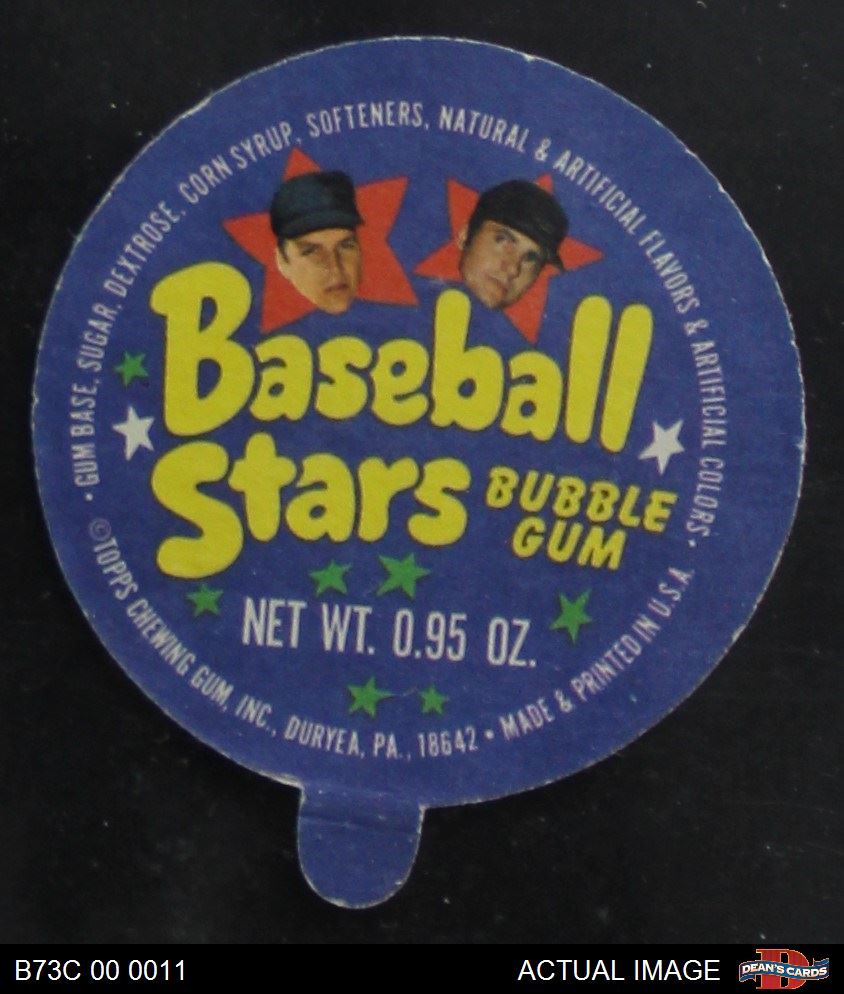 • GUM BASE, SUGAR, DEXTROSE, CORN SYRUP, SOFTENERS, NATURAL & ARTIFICIAL FLAVORS & ARTIFICIAL COLORS •
Baseball
Stars
BUBBLE
GUM
NET WT. 0.95 OZ.
©TOPPS CHEWING GUM, INC., DURYEA, PA., 18642 • MADE & PRINTED IN U.S.A.
B73C 00 0011
ACTUAL IMAGE
DEAN'S CARDS